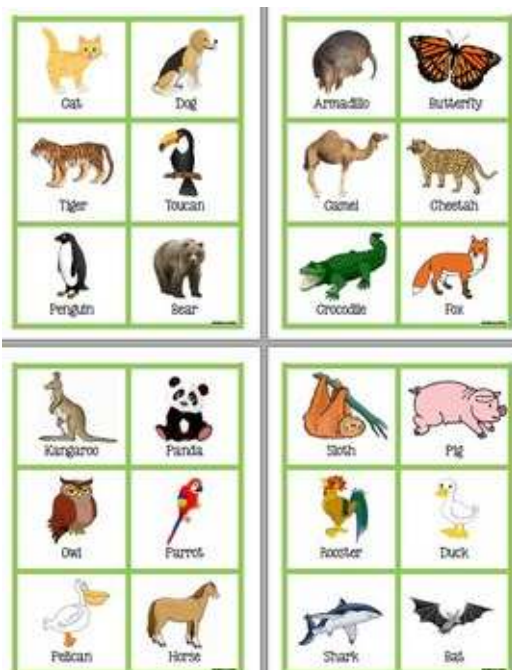 Cat
Dog
Tiger
Toucan
Penguin
Bear
Armadillo
Butterfly
Camel
Cheetah
Crocodile
Fox
Kangaroo
Panda
Owl
Parrot
Pelican
Horse
Sloth
Pig
Rooster
Duck
Shark
Bat